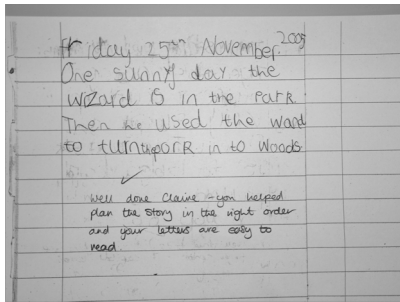 Friday 25th November. 2005
One sunny day the
wizard is in the park.
Then he used the wand
to turn in to woods
well done Claire - you helped
plan the story in the right order
and your letters are easy to
read.